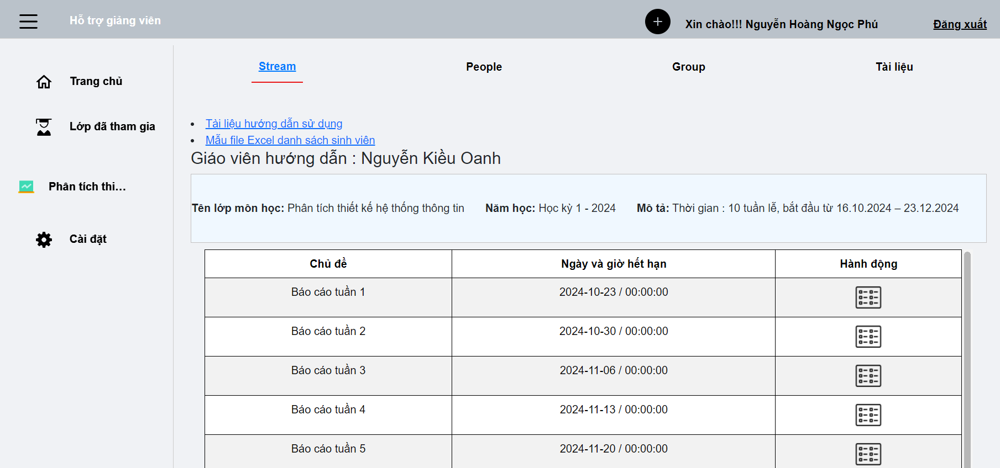 Hỗ trợ giảng viên
Xin chào!!! Nguyễn Hoàng Ngọc Phú
Đăng xuất
Trang chủ
Lớp đã tham gia
Phân tích thi...
Cài đặt
Stream
People
Group
Tài liệu
Tài liệu hướng dẫn sử dụng
Mẫu file Excel danh sách sinh viên
Giáo viên hướng dẫn : Nguyễn Kiều Oanh
Tên lớp môn học: Phân tích thiết kế hệ thống thông tin Năm học: Học kỳ 1 - 2024 Mô tả: Thời gian : 10 tuần lễ, bắt đầu từ 16.10.2024 – 23.12.2024
Chủ đề Ngày và giờ hết hạn Hành động
Báo cáo tuần 1 2024-10-23 / 00:00:00
Báo cáo tuần 2 2024-10-30 / 00:00:00
Báo cáo tuần 3 2024-11-06 / 00:00:00
Báo cáo tuần 4 2024-11-13 / 00:00:00
Báo cáo tuần 5 2024-11-20 / 00:00:00